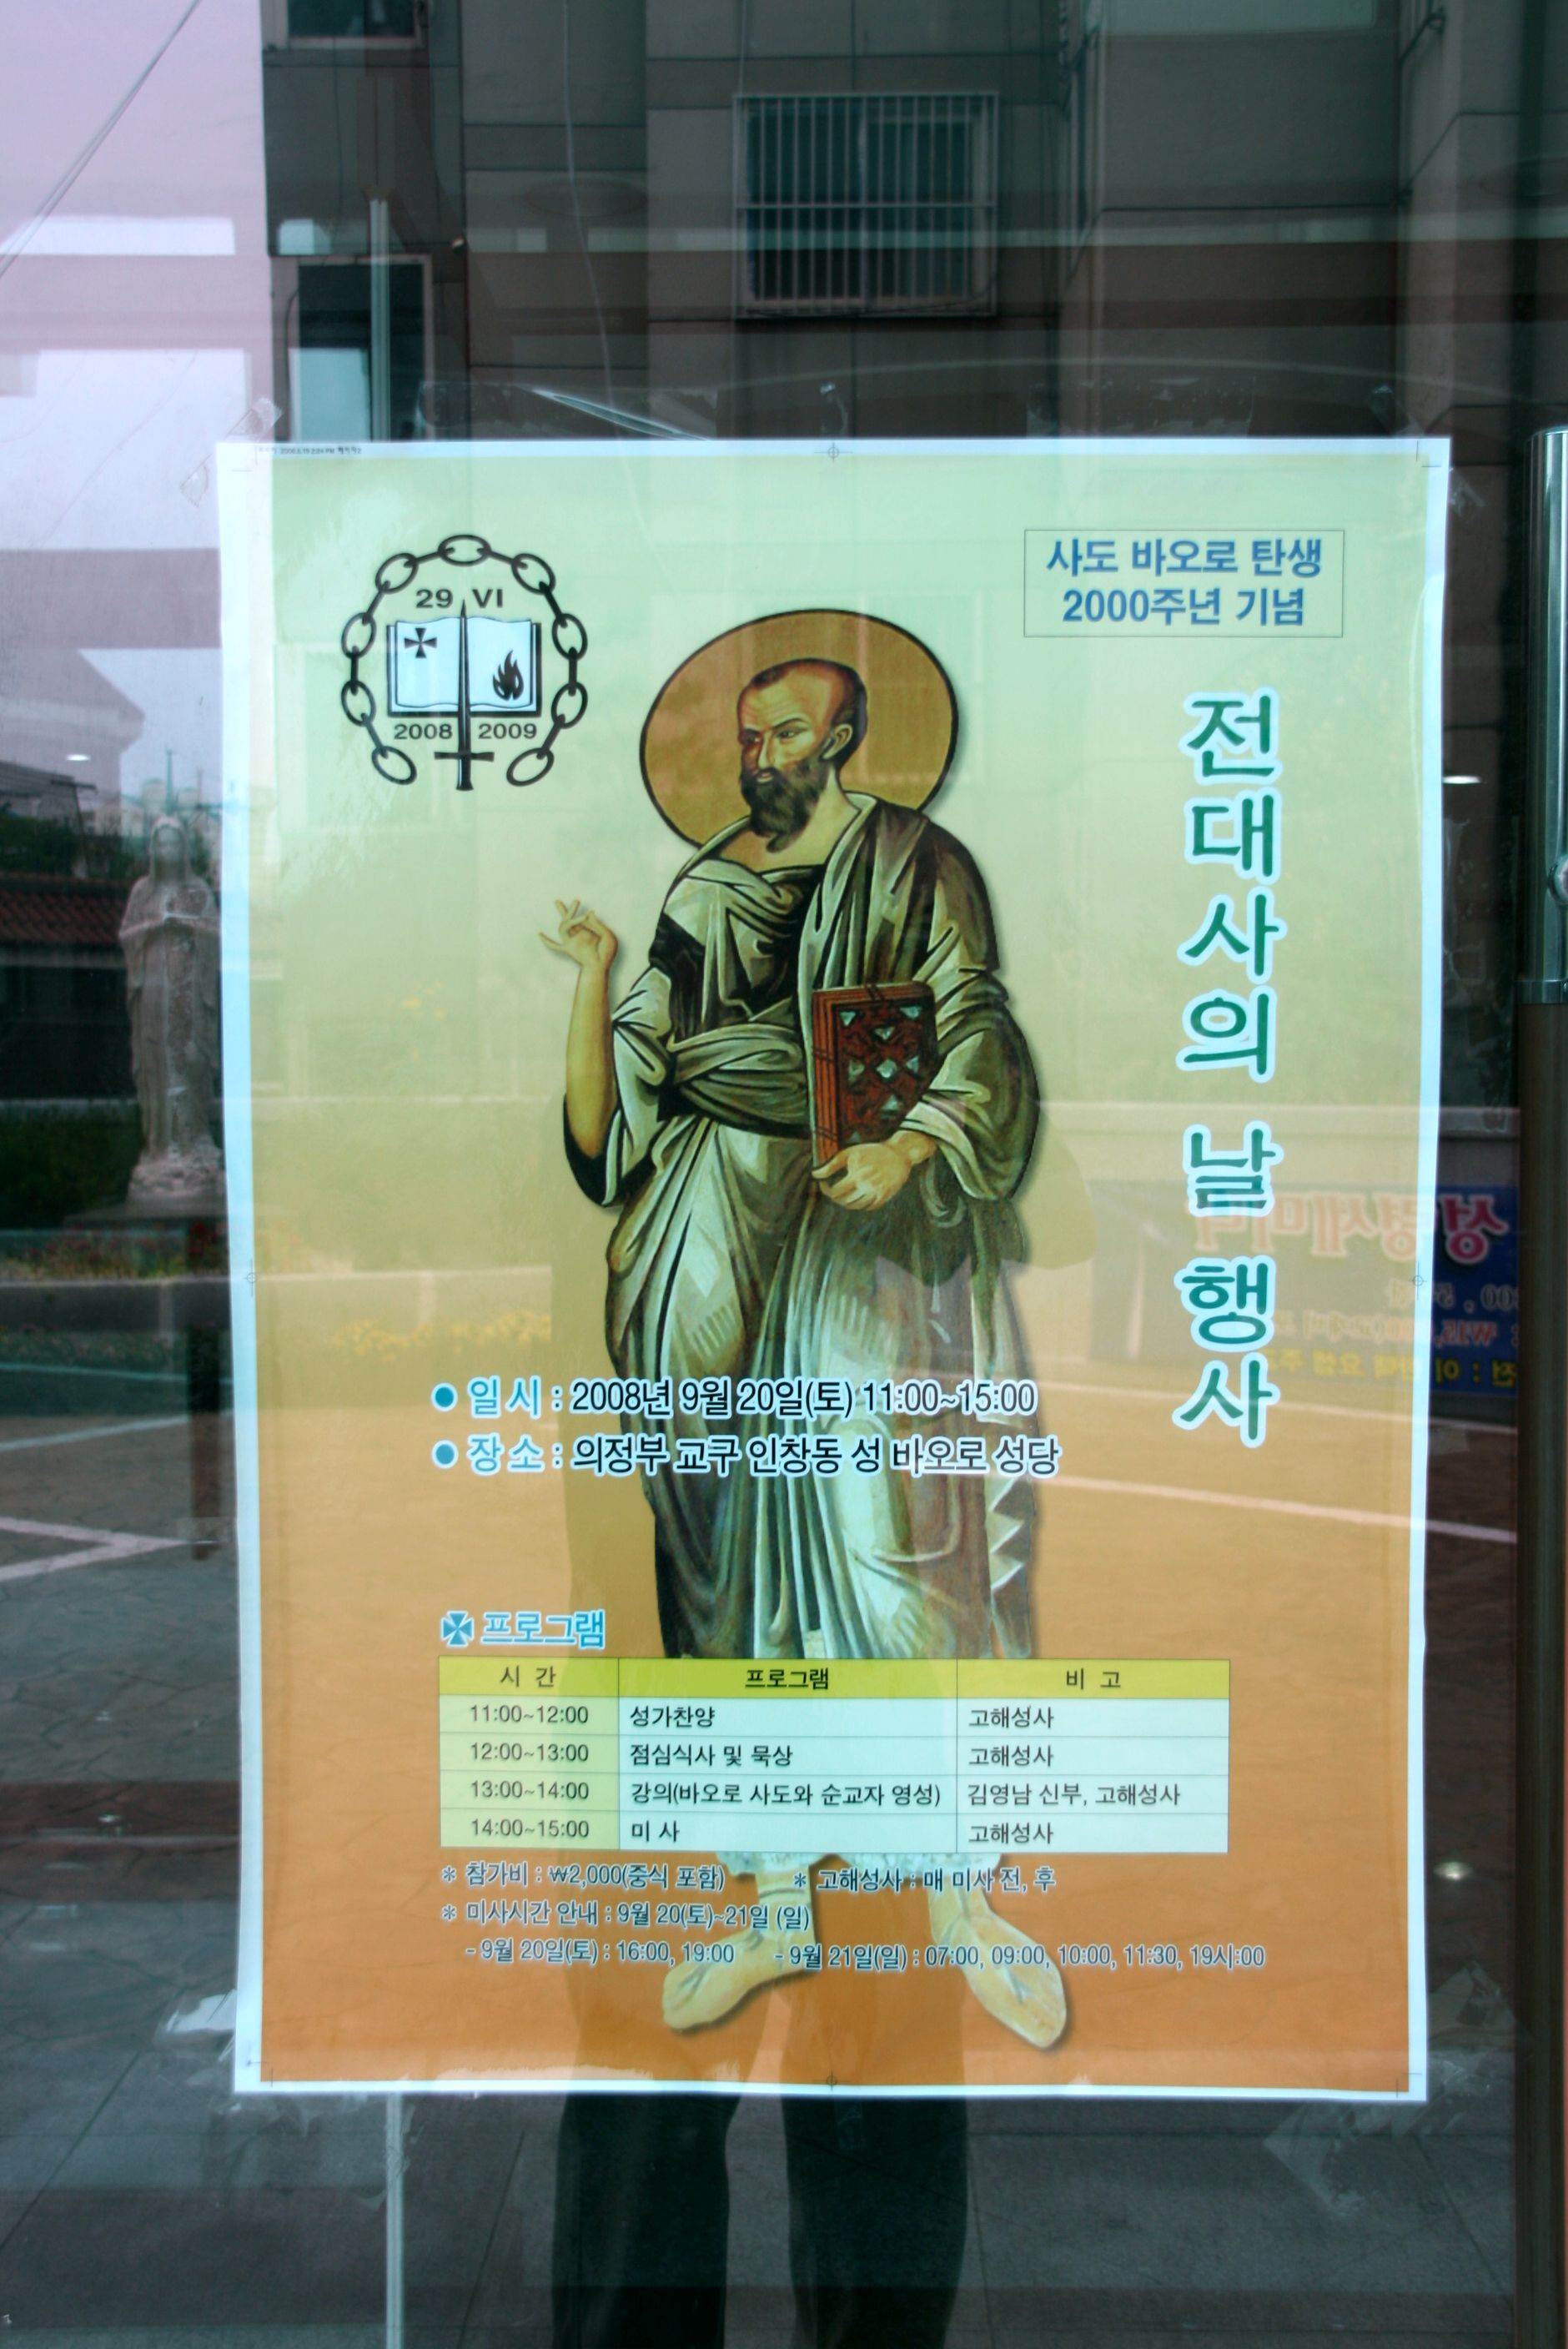 29 VI
2008 2009
사도 바오로 탄생
2000주년 기념
전대사의 날 행사
● 일시 : 2008년 9월 20일(토) 11:00~15:00
● 장소 : 의정부 교구 인창동 성 바오로 성당
프로그램
시 간 프로그램 비 고
11:00~12:00 성가찬양 고해성사
12:00~13:00 점심식사 및 묵상 고해성사
13:00~14:00 강의(바오로 사도와 순교자 영성) 김영남 신부, 고해성사
14:00~15:00 미 사 고해성사
* 참가비 : ₩2,000(중식 포함) * 고해성사 : 매 미사 전, 후
* 미사시간 안내 : 9월 20(토)~21일 (일)
- 9월 20일(토) : 16:00, 19:00 - 9월 21일(일) : 07:00, 09:00, 10:00, 11:30, 19시:00